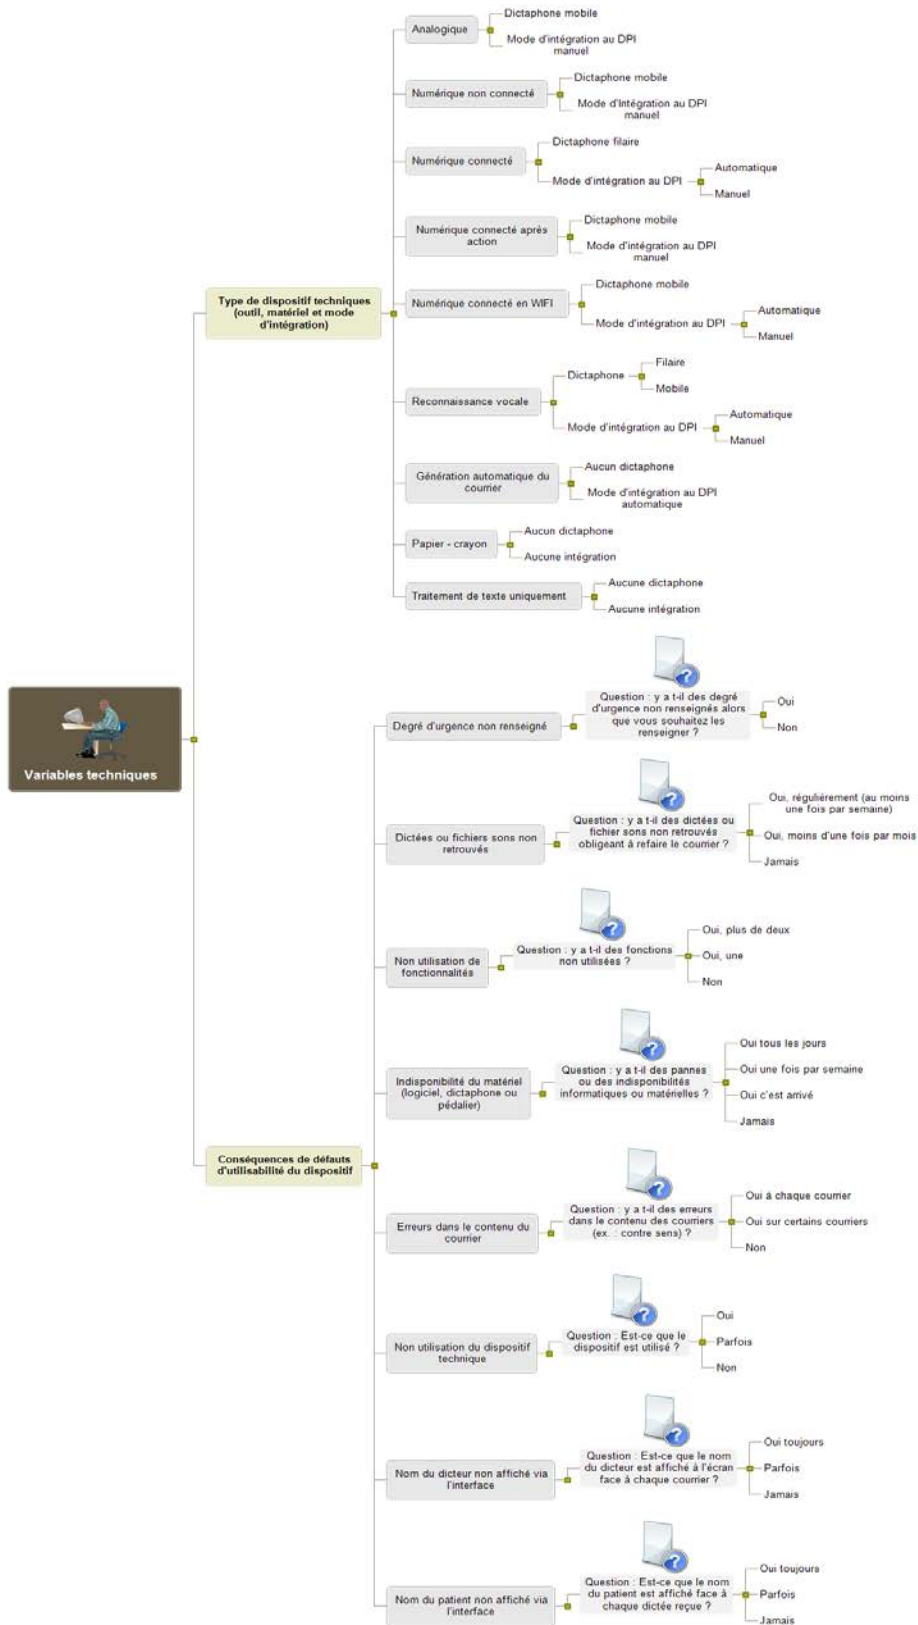 Variables techniques
Type de dispositif techniques
(outil, matériel et mode
d'intégration)
Analogique
Dictaphone mobile
Mode d'intégration au DPI
manuel
Numérique non connecté
Dictaphone mobile
Mode d'Intégration au DPI
manuel
Numérique connecté
Dictaphone filaire
Mode d'intégration au DPI
Automatique
Manuel
Numérique connecté après
action
Dictaphone mobile
Mode d'intégration au DPI
manuel
Numérique connecté en WIFI
Dictaphone mobile
Mode d'intégration au DPI
Automatique
Manuel
Reconnaissance vocale
Dictaphone
Filaire
Mobile
Mode d'intégration au DPI
Automatique
Manuel
Génération automatique du
courrier
Aucun dictaphone
Mode d'intégration au DPI
automatique
Papier - crayon
Aucun dictaphone
Aucune intégration
Traitement de texte uniquement
Aucune dictaphone
Aucune intégration
Conséquences de défauts
d'utilisabilité du dispositif
Degré d'urgence non renseigné
Question : y a t-il des degré
d'urgence non renseignés alors
que vous souhaitez les
renseigner ?
Oui
Non
Dictées ou fichiers sons non
retrouvés
Question : y a t-il des dictées ou
fichier sons non retrouvés
obligeant à refaire le courrier ?
Oui, régulièrement (au moins
une fois par semaine)
Oui, moins d'une fois par mois
Jamais
Non utilisation de
fonctionnalités
Question : y a t-il des fonctions
non utilisées ?
Oui, plus de deux
Oui, une
Non
Indisponibilité du matériel
(logiciel, dictaphone ou
pédalier)
Question : y a t-il des pannes
ou des indisponibilités
informatiques ou matérielles ?
Oui tous les jours
Oui une fois par semaine
Oui c'est arrivé
Jamais
Erreurs dans le contenu du
courrier
Question : y a t-il des erreurs
dans le contenu des courriers
(ex. : contre sens) ?
Oui à chaque courrier
Oui sur certains courriers
Non
Non utilisation du dispositif
technique
Question : Est-ce que le
dispositif est utilisé ?
Oui
Parfois
Non
Nom du dicteur non affiché via
l'interface
Question : Est-ce que le nom
du dicteur est affiché à l'écran
face à chaque courrier ?
Oui toujours
Parfois
Jamais
Nom du patient non affiché via
l'interface
Question : Est-ce que le nom
du patient est affiché face à
chaque dictée reçue ?
Oui toujours
Parfois
Jamais